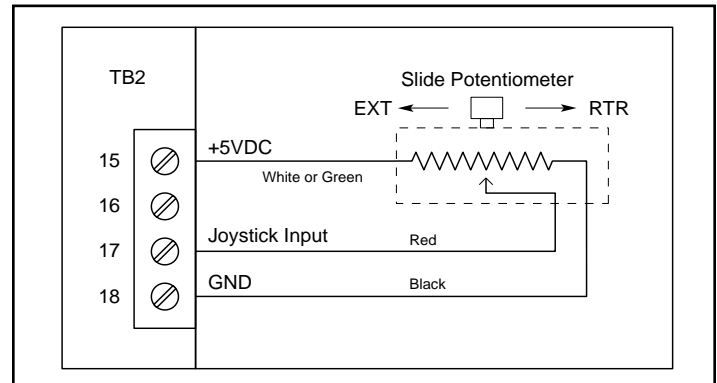 TB2
Slide Potentiometer
EXT RTR
15 +5VDC
White or Green
16
17 Joystick Input Red
18 GND Black